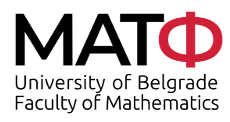 МАТФ
University of Belgrade
Faculty of Mathematics